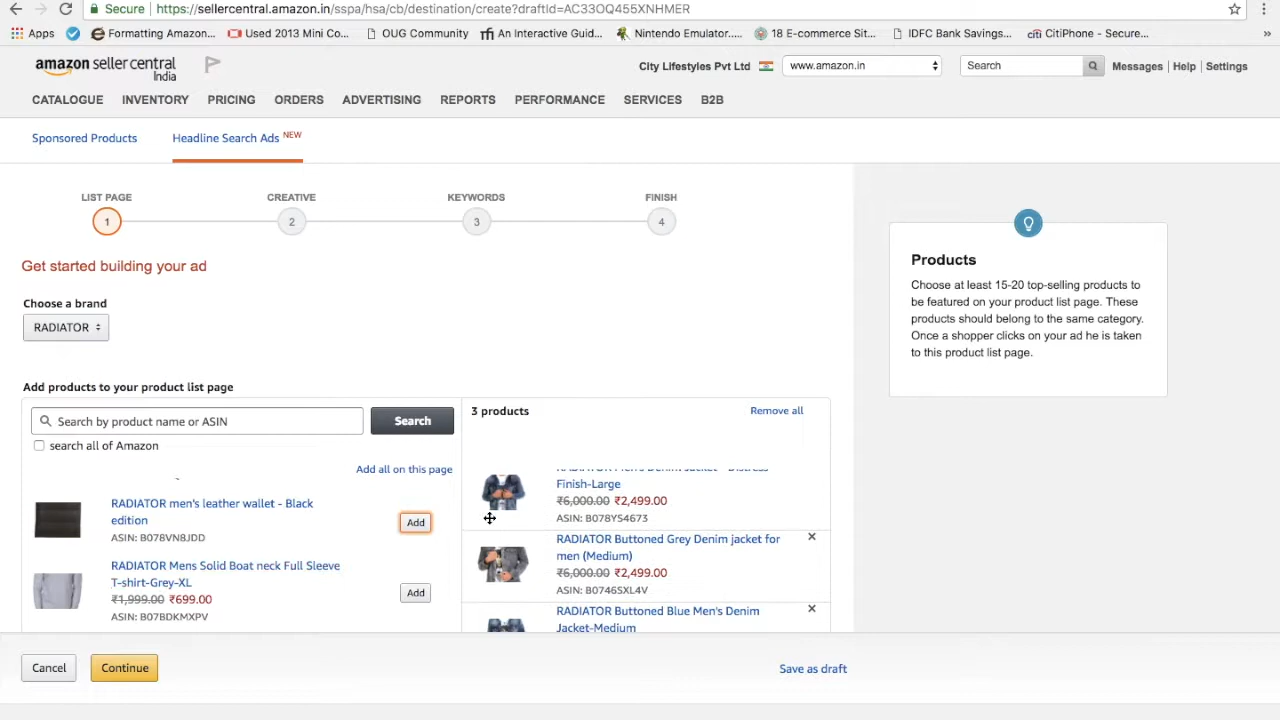 Secure | https://sellercentral.amazon.in/sspa/hsa/cb/destination/create?draftId=AC33OQ455XNHMER
Apps Formatting Amazon... Used 2013 Mini Co... OUG Community An Interactive Guid... Nintendo Emulator.... 18 E-commerce Sit... IDFC Bank Savings... CitiPhone - Secure... »
amazon seller central
India
City Lifestyles Pvt Ltd www.amazon.in Search Messages | Help | Settings
CATALOGUE INVENTORY PRICING ORDERS ADVERTISING REPORTS PERFORMANCE SERVICES B2B
Sponsored Products Headline Search Ads NEW
LIST PAGE CREATIVE KEYWORDS FINISH
1 2 3 4
Get started building your ad
Choose a brand
RADIATOR
Add products to your product list page
Search by product name or ASIN Search
search all of Amazon
Add all on this page
RADIATOR men's leather wallet - Black
edition
ASIN: B078VN8JDD
Add
RADIATOR Mens Solid Boat neck Full Sleeve
T-shirt-Grey-XL
₹1,999.00 ₹699.00
ASIN: B07BDKMXPV
Add
3 products Remove all
RADIATOR Men's Denim Jacket - Distress
Finish-Large
₹6,000.00 ₹2,499.00
ASIN: B078YS4673
RADIATOR Buttoned Grey Denim jacket for
men (Medium)
₹6,000.00 ₹2,499.00
ASIN: B0746SXL4V
RADIATOR Buttoned Blue Men's Denim
Jacket-Medium
Products
Choose at least 15-20 top-selling products to
be featured on your product list page. These
products should belong to the same category.
Once a shopper clicks on your ad he is taken
to this product list page.
Cancel Continue Save as draft